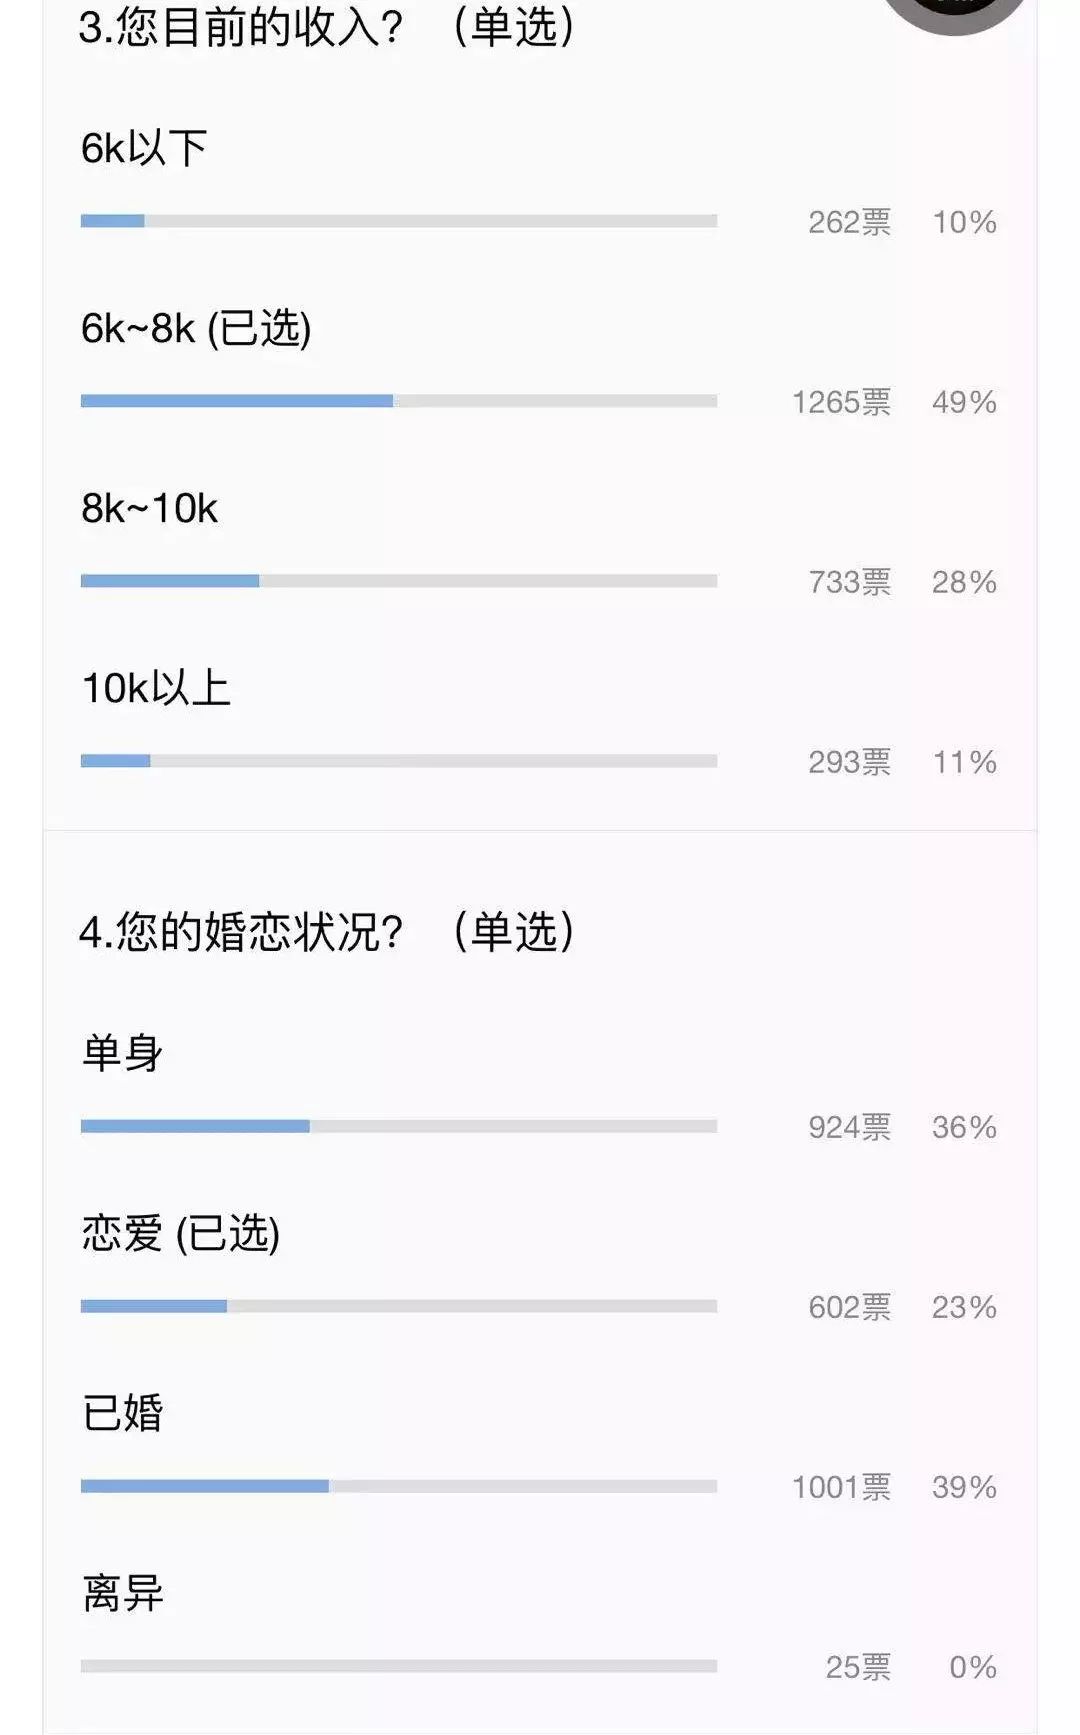 3.您目前的收入？（单选）
6k以下
262票 10%
6k~8k (已选)
1265票 49%
8k~10k
733票 28%
10k以上
293票 11%
4.您的婚恋状况？（单选）
单身
924票 36%
恋爱 (已选)
602票 23%
已婚
1001票 39%
离异
25票 0%